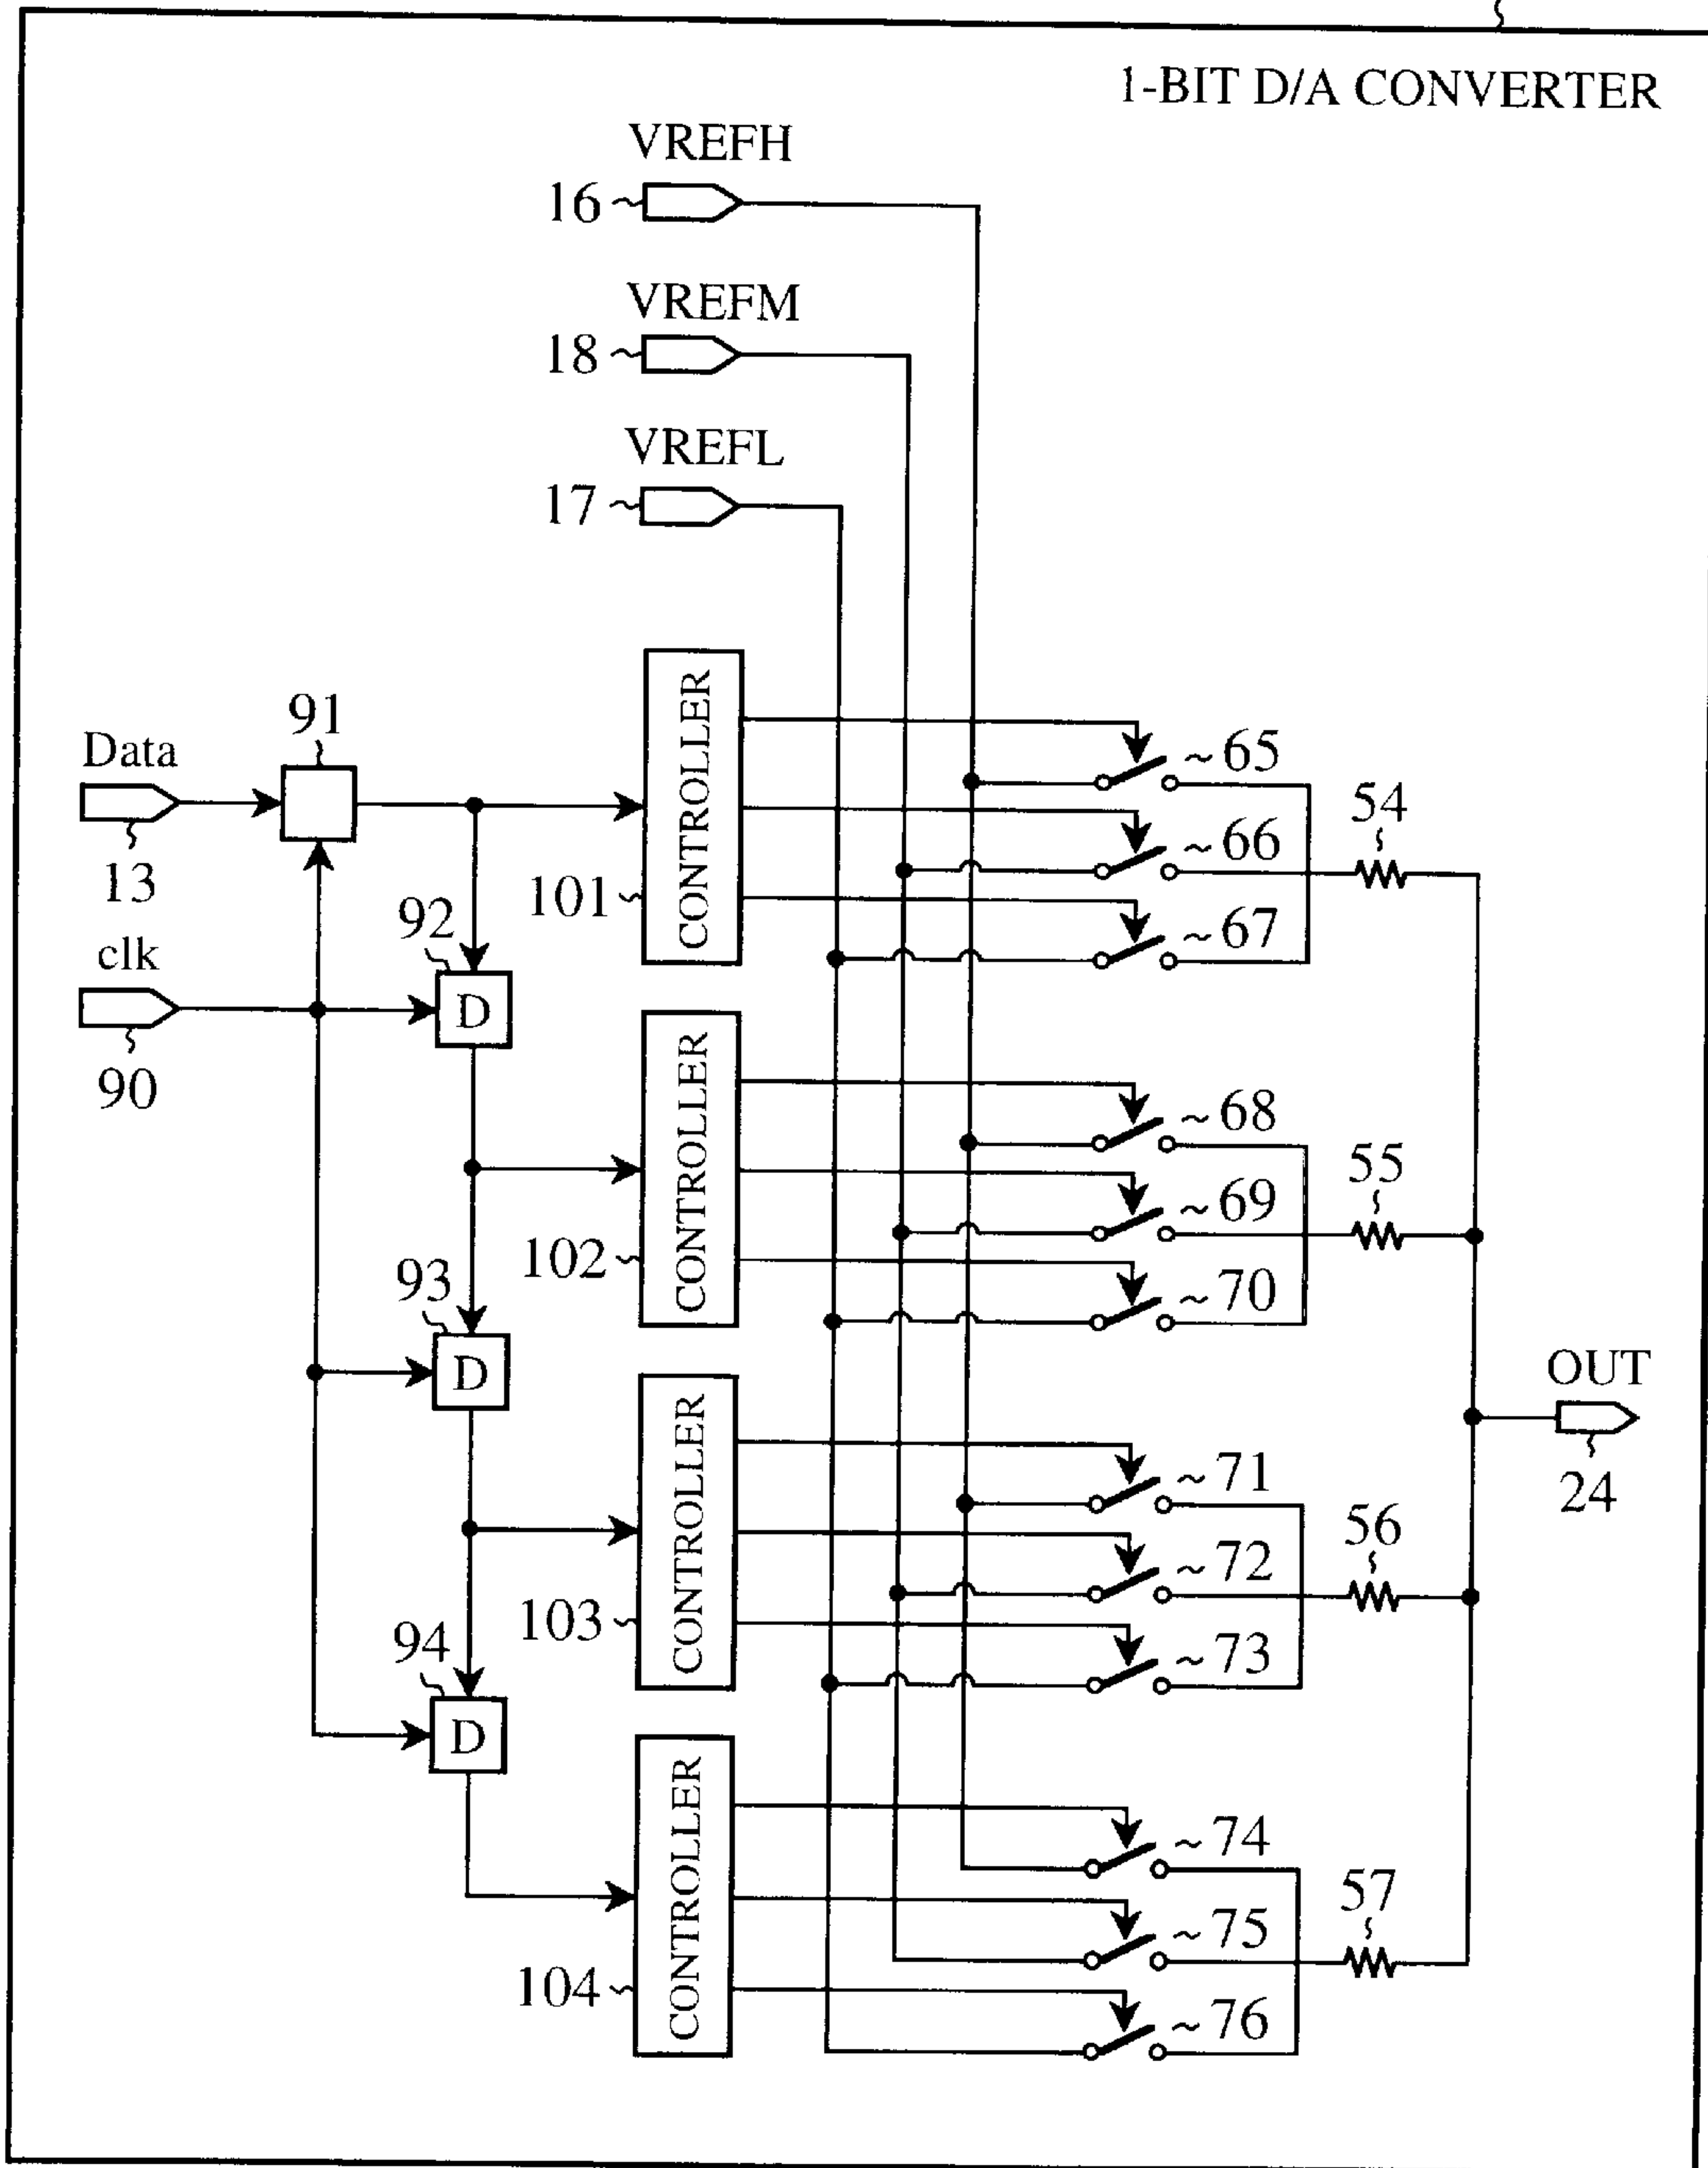 1-BIT D/A CONVERTER
VREFH
16
VREFM
18
VREFL
17
91
Data
13
92
clk
90
D
CONTROLLER
101
65
66
67
54
CONTROLLER
102
68
69
70
55
93
D
OUT
24
CONTROLLER
103
71
72
73
56
94
D
CONTROLLER
104
74
75
76
57